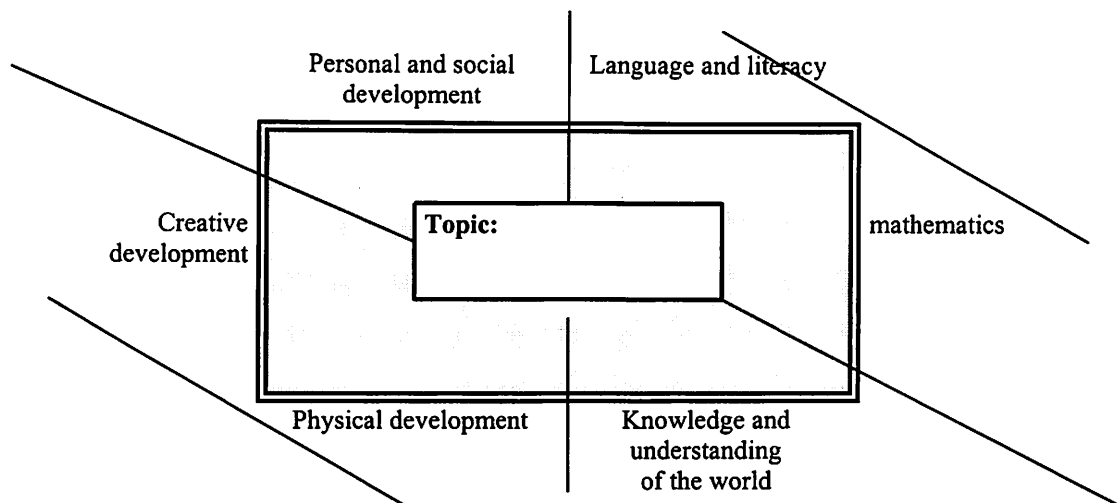 Personal and social
development
Language and literacy
Creative
development
Topic:
mathematics
Physical development
Knowledge and
understanding
of the world